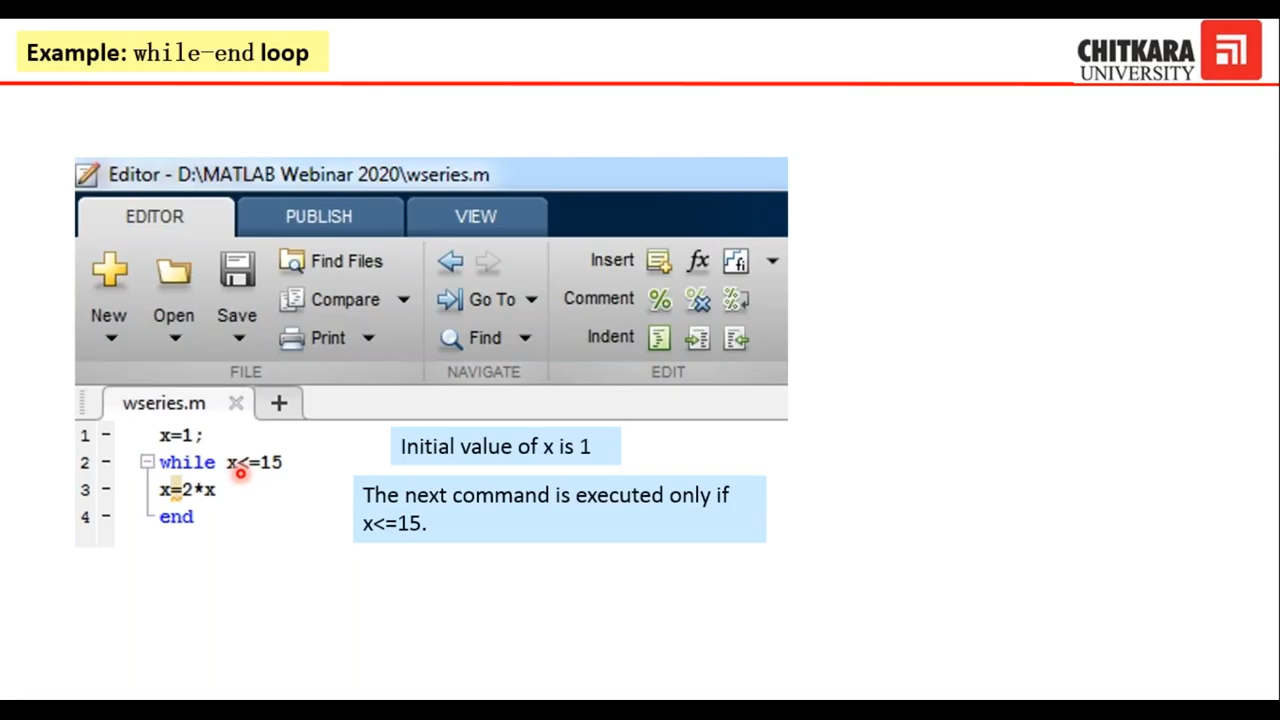 Example: while-end loop
CHITKARA
UNIVERSITY
Editor - D:\MATLAB Webinar 2020\wseries.m
EDITOR PUBLISH VIEW
New
Open
Save
Find Files
Compare
Print
FILE
Go To
Find
NAVIGATE
Insert fx fi
Comment % % %
Indent
EDIT
wseries.m × +
1 - x=1;
2 - while x<=15
3 - x=2*x
4 - end
Initial value of x is 1
The next command is executed only if
x<=15.